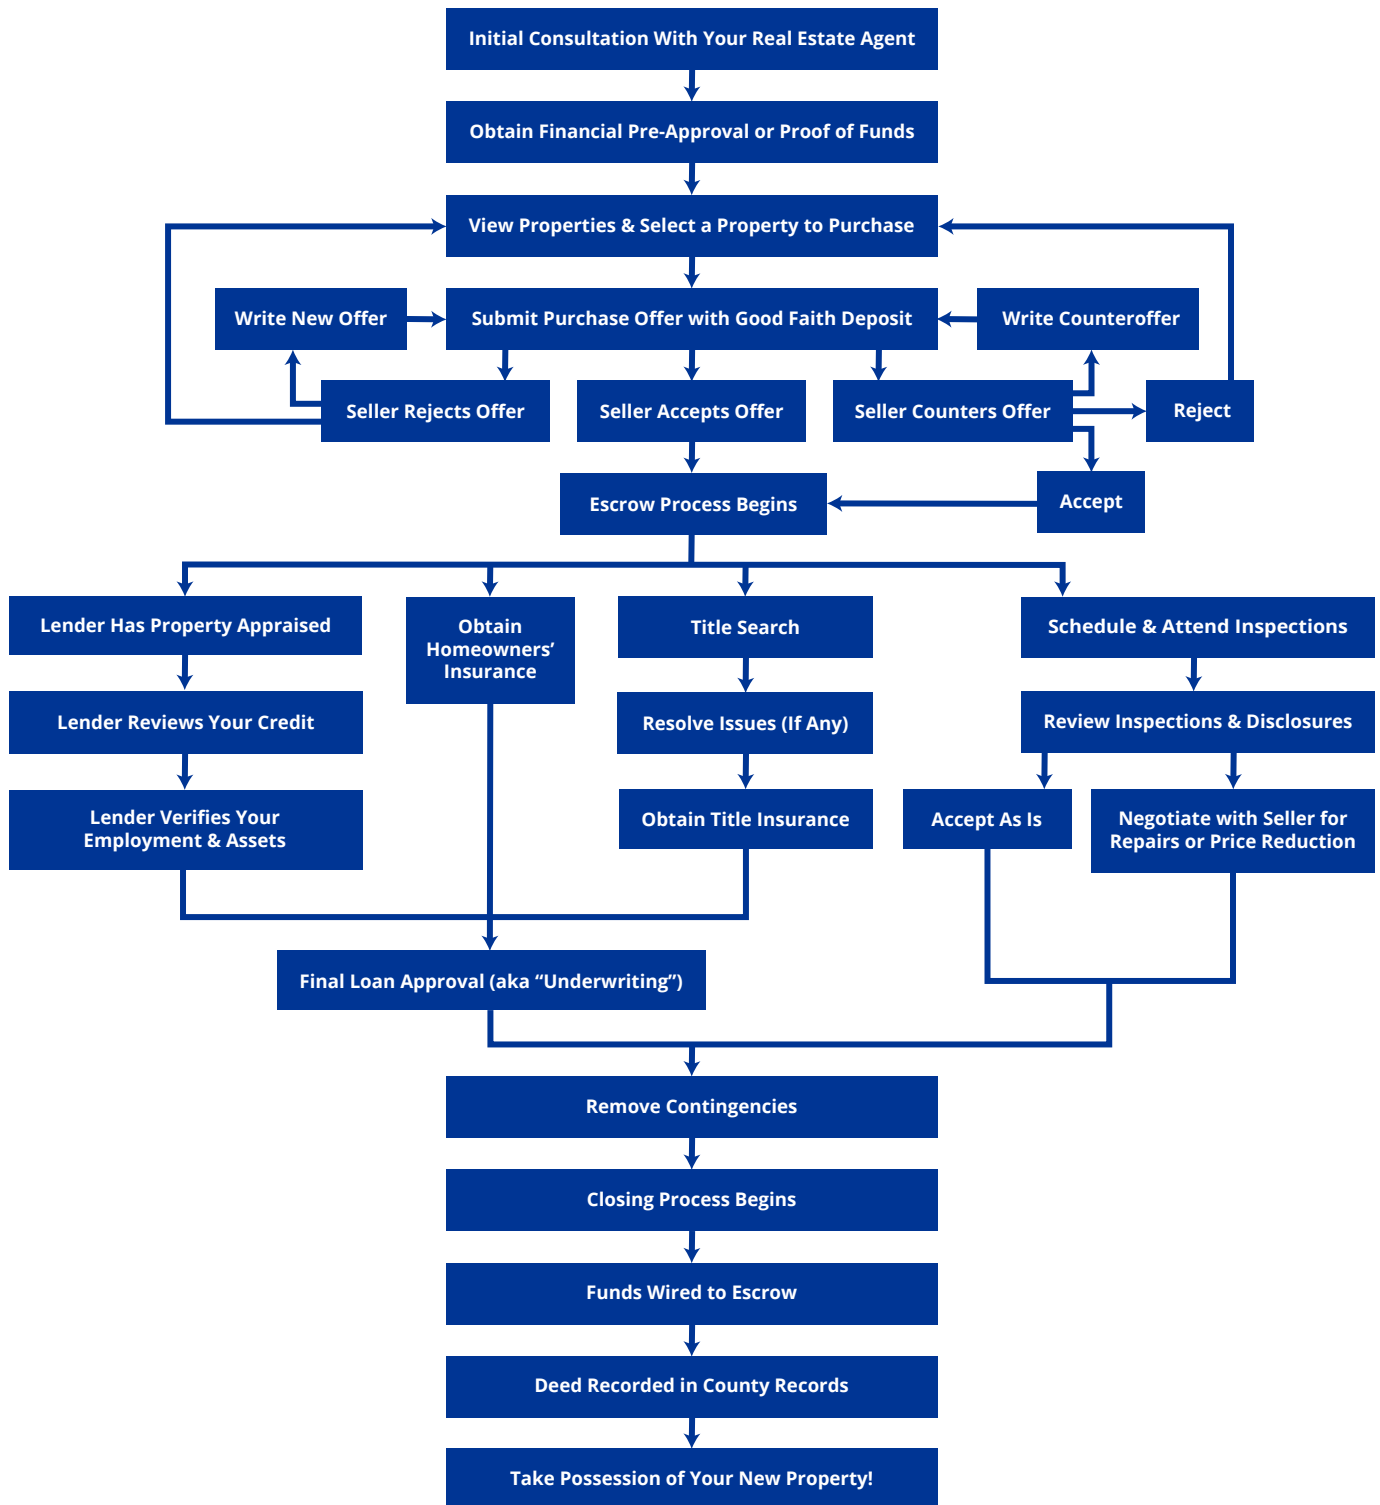 Initial Consultation With Your Real Estate Agent
Obtain Financial Pre-Approval or Proof of Funds
View Properties & Select a Property to Purchase
Write New Offer
Submit Purchase Offer with Good Faith Deposit
Write Counteroffer
Seller Rejects Offer
Seller Accepts Offer
Seller Counters Offer
Reject
Escrow Process Begins
Accept
Lender Has Property Appraised
Obtain
Homeowners’
Insurance
Title Search
Schedule & Attend Inspections
Lender Reviews Your Credit
Resolve Issues (If Any)
Review Inspections & Disclosures
Lender Verifies Your
Employment & Assets
Obtain Title Insurance
Accept As Is
Negotiate with Seller for
Repairs or Price Reduction
Final Loan Approval (aka “Underwriting”)
Remove Contingencies
Closing Process Begins
Funds Wired to Escrow
Deed Recorded in County Records
Take Possession of Your New Property!